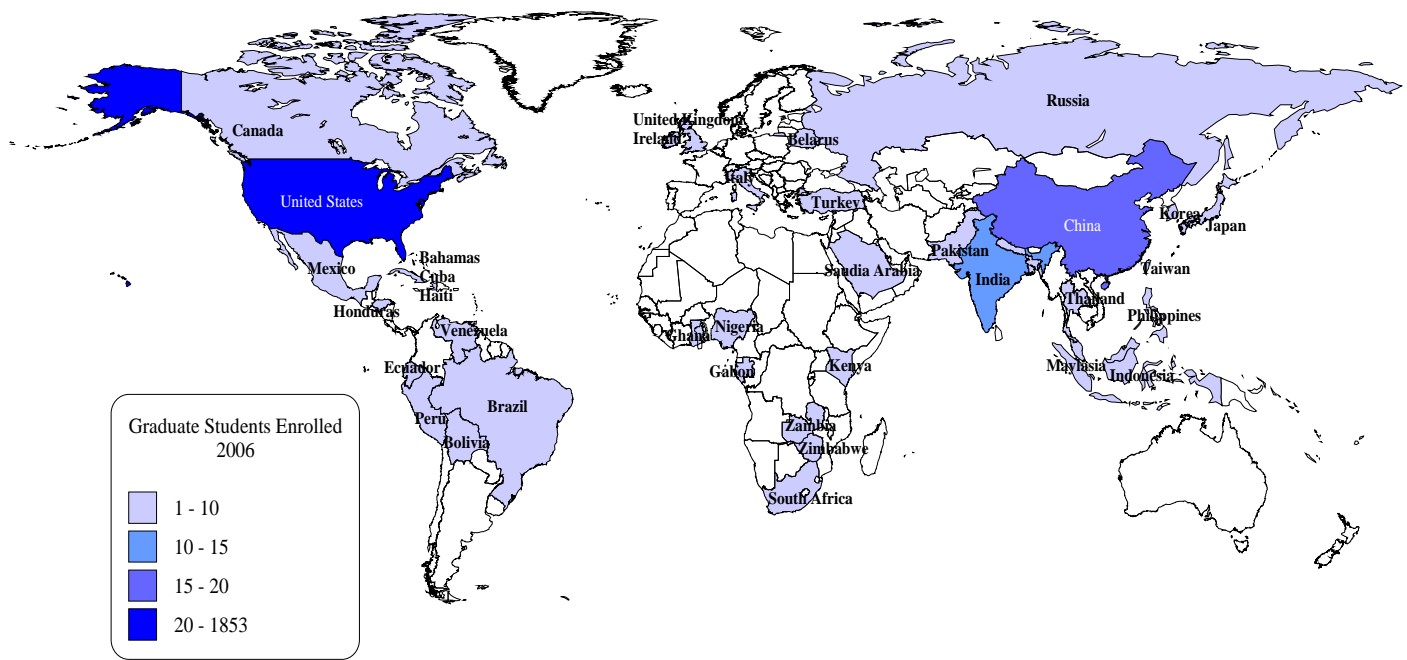 Russia
United Kingdom
Canada
Ireland
Belarus
Italy
United States
Turkey
Korea
China
Japan
Bahamas
Pakistan
Mexico
Saudia Arabia
Taiwan
Cuba
India
Haiti
Thailand
Honduras
Philippines
Venezuela
Nigeria
Ghana
Ecuador
Gabon
Kenya
Maylasia
Indonesia
Brazil
Peru
Zambia
Bolivia
Zimbabwe
South Africa
Graduate Students Enrolled
2006
1 - 10
10 - 15
15 - 20
20 - 1853